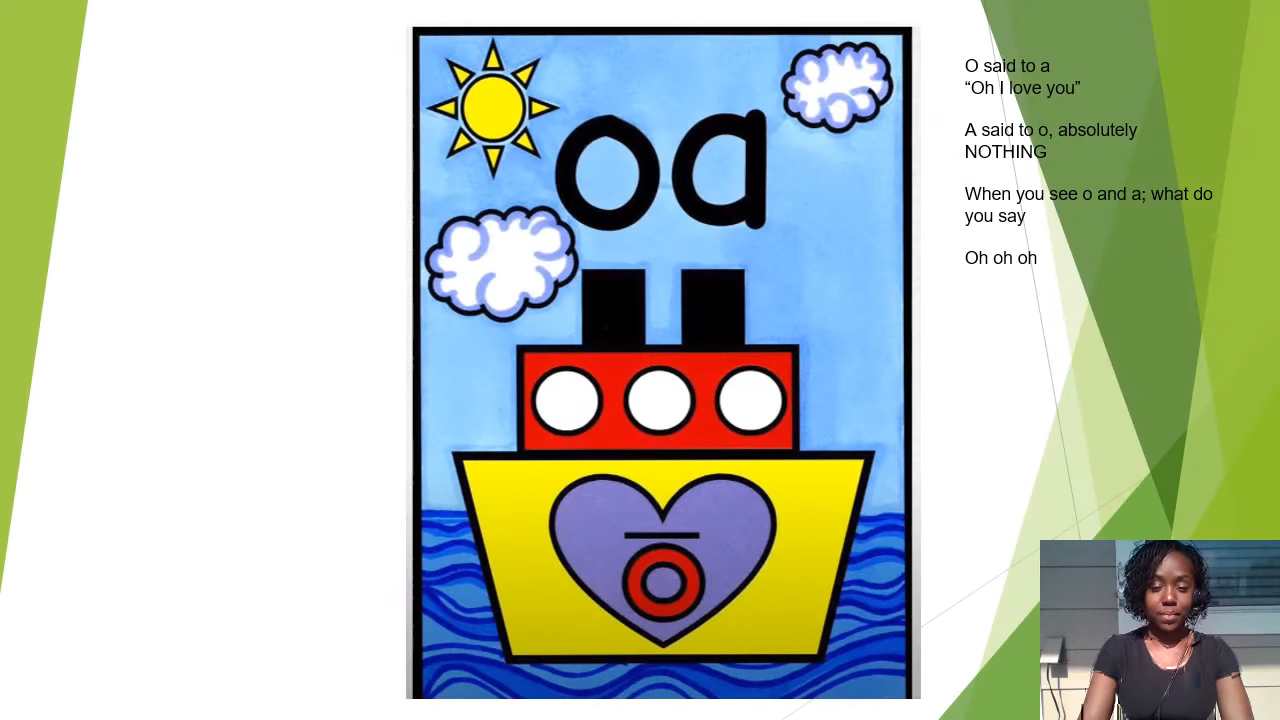 oa
ō
O said to a
“Oh I love you”
A said to o, absolutely
NOTHING
When you see o and a; what do
you say
Oh oh oh